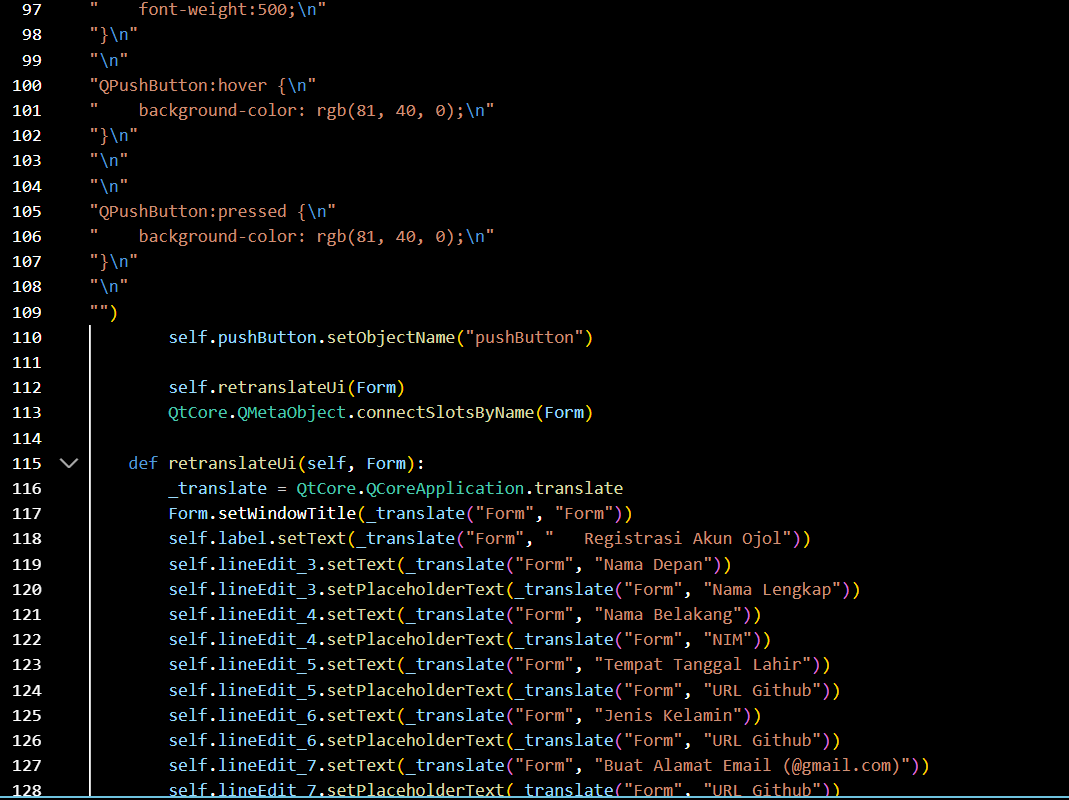 97 "    font-weight:500;\n"
98 "}\n"
99 "\n"
100 "QPushButton:hover {\n"
101 "    background-color: rgb(81, 40, 0);\n"
102 "}\n"
103 "\n"
104 "\n"
105 "QPushButton:pressed {\n"
106 "    background-color: rgb(81, 40, 0);\n"
107 "}\n"
108 "\n"
109 "")
110         self.pushButton.setObjectName("pushButton")
111
112         self.retranslateUi(Form)
113         QtCore.QMetaObject.connectSlotsByName(Form)
114
115     def retranslateUi(self, Form):
116         _translate = QtCore.QCoreApplication.translate
117         Form.setWindowTitle(_translate("Form", "Form"))
118         self.label.setText(_translate("Form", "   Registrasi Akun Ojol"))
119         self.lineEdit_3.setText(_translate("Form", "Nama Depan"))
120         self.lineEdit_3.setPlaceholderText(_translate("Form", "Nama Lengkap"))
121         self.lineEdit_4.setText(_translate("Form", "Nama Belakang"))
122         self.lineEdit_4.setPlaceholderText(_translate("Form", "NIM"))
123         self.lineEdit_5.setText(_translate("Form", "Tempat Tanggal Lahir"))
124         self.lineEdit_5.setPlaceholderText(_translate("Form", "URL Github"))
125         self.lineEdit_6.setText(_translate("Form", "Jenis Kelamin"))
126         self.lineEdit_6.setPlaceholderText(_translate("Form", "URL Github"))
127         self.lineEdit_7.setText(_translate("Form", "Buat Alamat Email (@gmail.com)"))
128         self.lineEdit_7.setPlaceholderText(_translate("Form", "URL Github"))